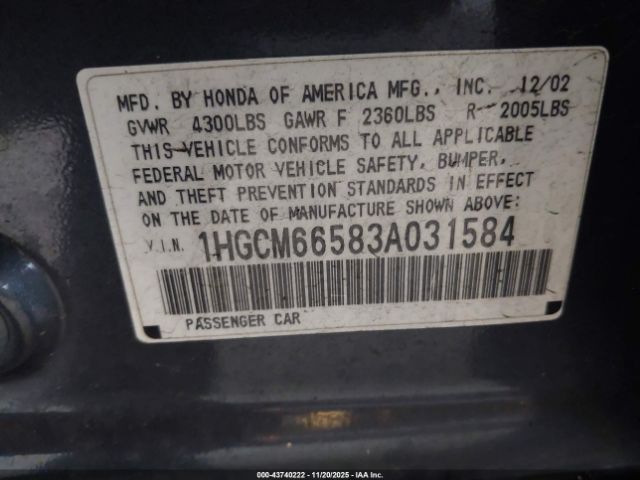 MFD. BY HONDA OF AMERICA MFG., INC. 12/02
GVWR 4300LBS GAWR F 2360LBS R 2005LBS
THIS VEHICLE CONFORMS TO ALL APPLICABLE
FEDERAL MOTOR VEHICLE SAFETY, BUMPER,
AND THEFT PREVENTION STANDARDS IN EFFECT
ON THE DATE OF MANUFACTURE SHOWN ABOVE:
V.I.N. 1HGCM66583A031584
PASSENGER CAR
000-43740222 - 11/20/2025 - IAA Inc.